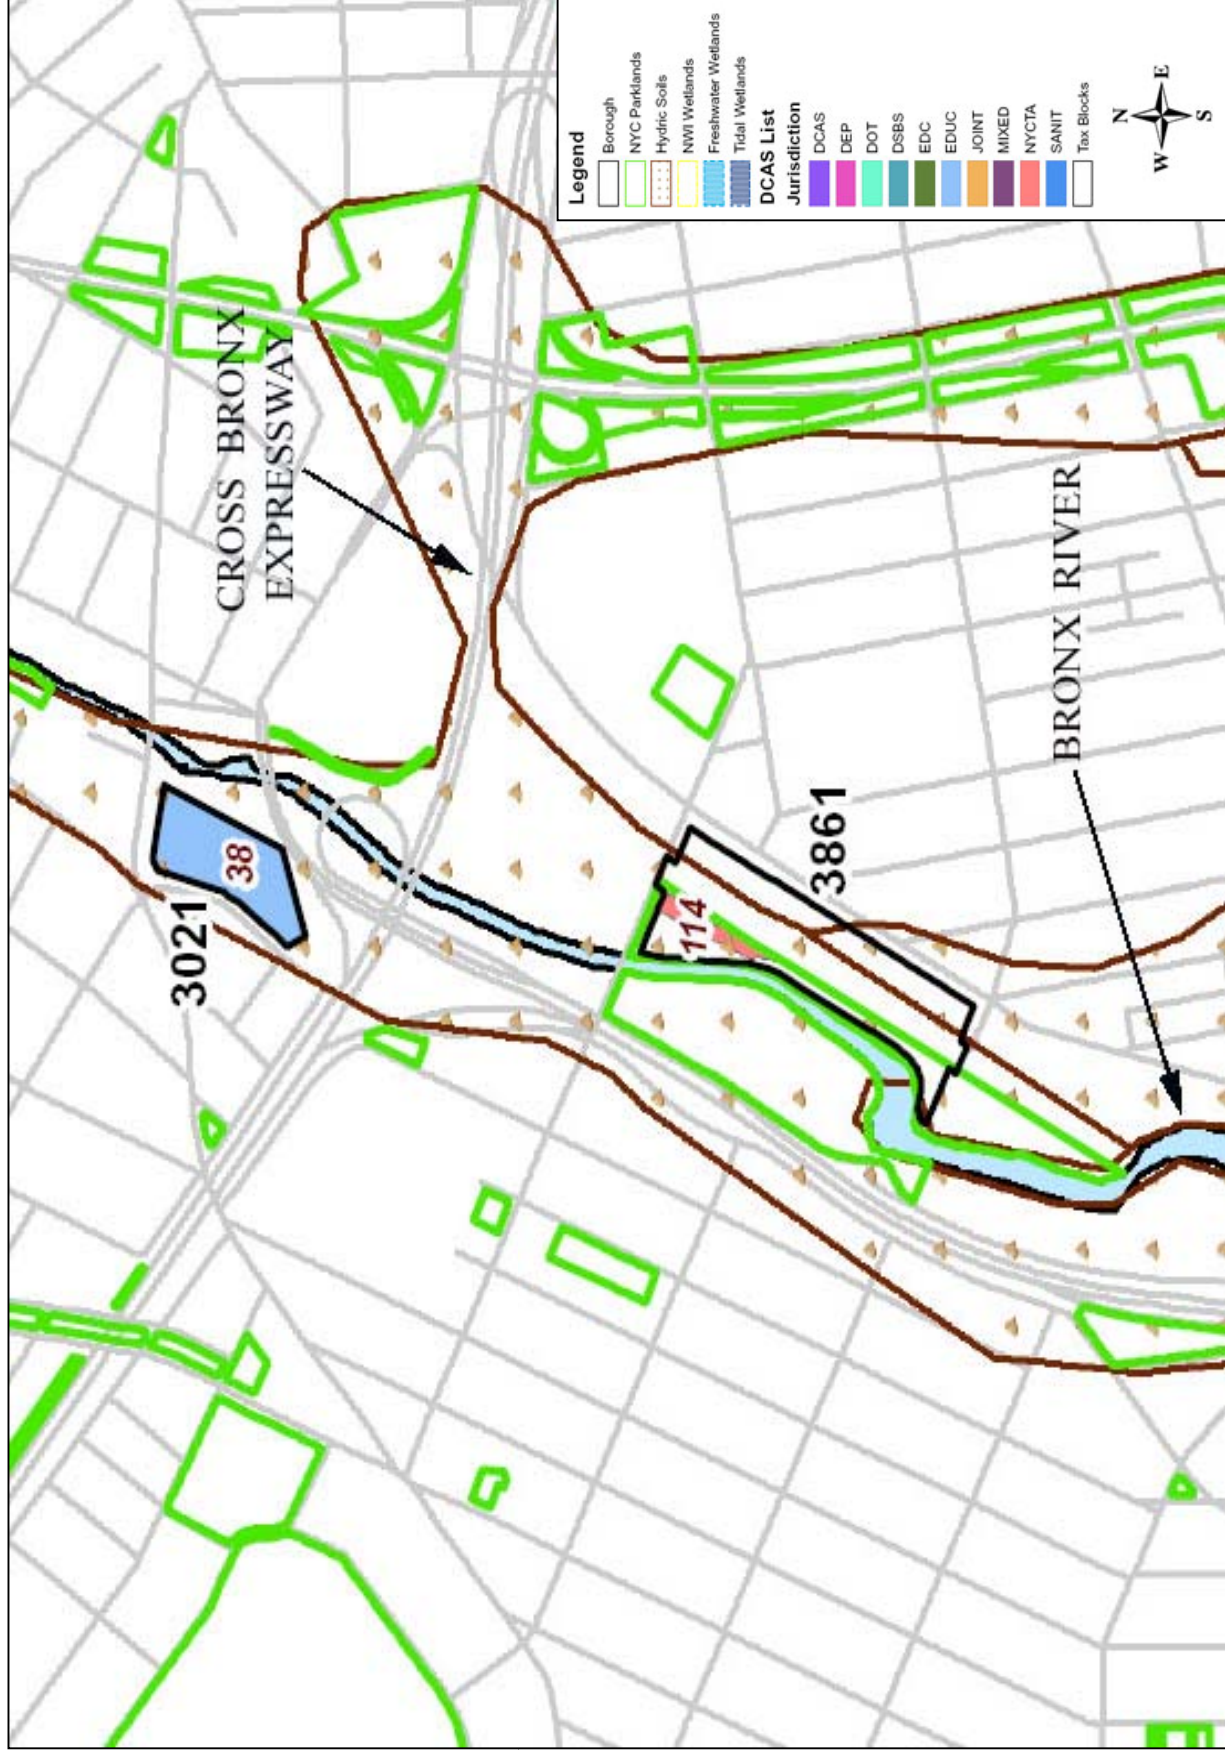 CROSS BRONX
EXPRESSWAY
3021
38
114
3861
BRONX RIVER
Legend
Borough
NYC Parklands
Hydric Soils
NWI Wetlands
Freshwater Wetlands
Tidal Wetlands
DCAS List
Jurisdiction
DCAS
DEP
DOT
DSBS
EDC
EDUC
JOINT
MIXED
NYCTA
SANIT
Tax Blocks
N
W
E
S